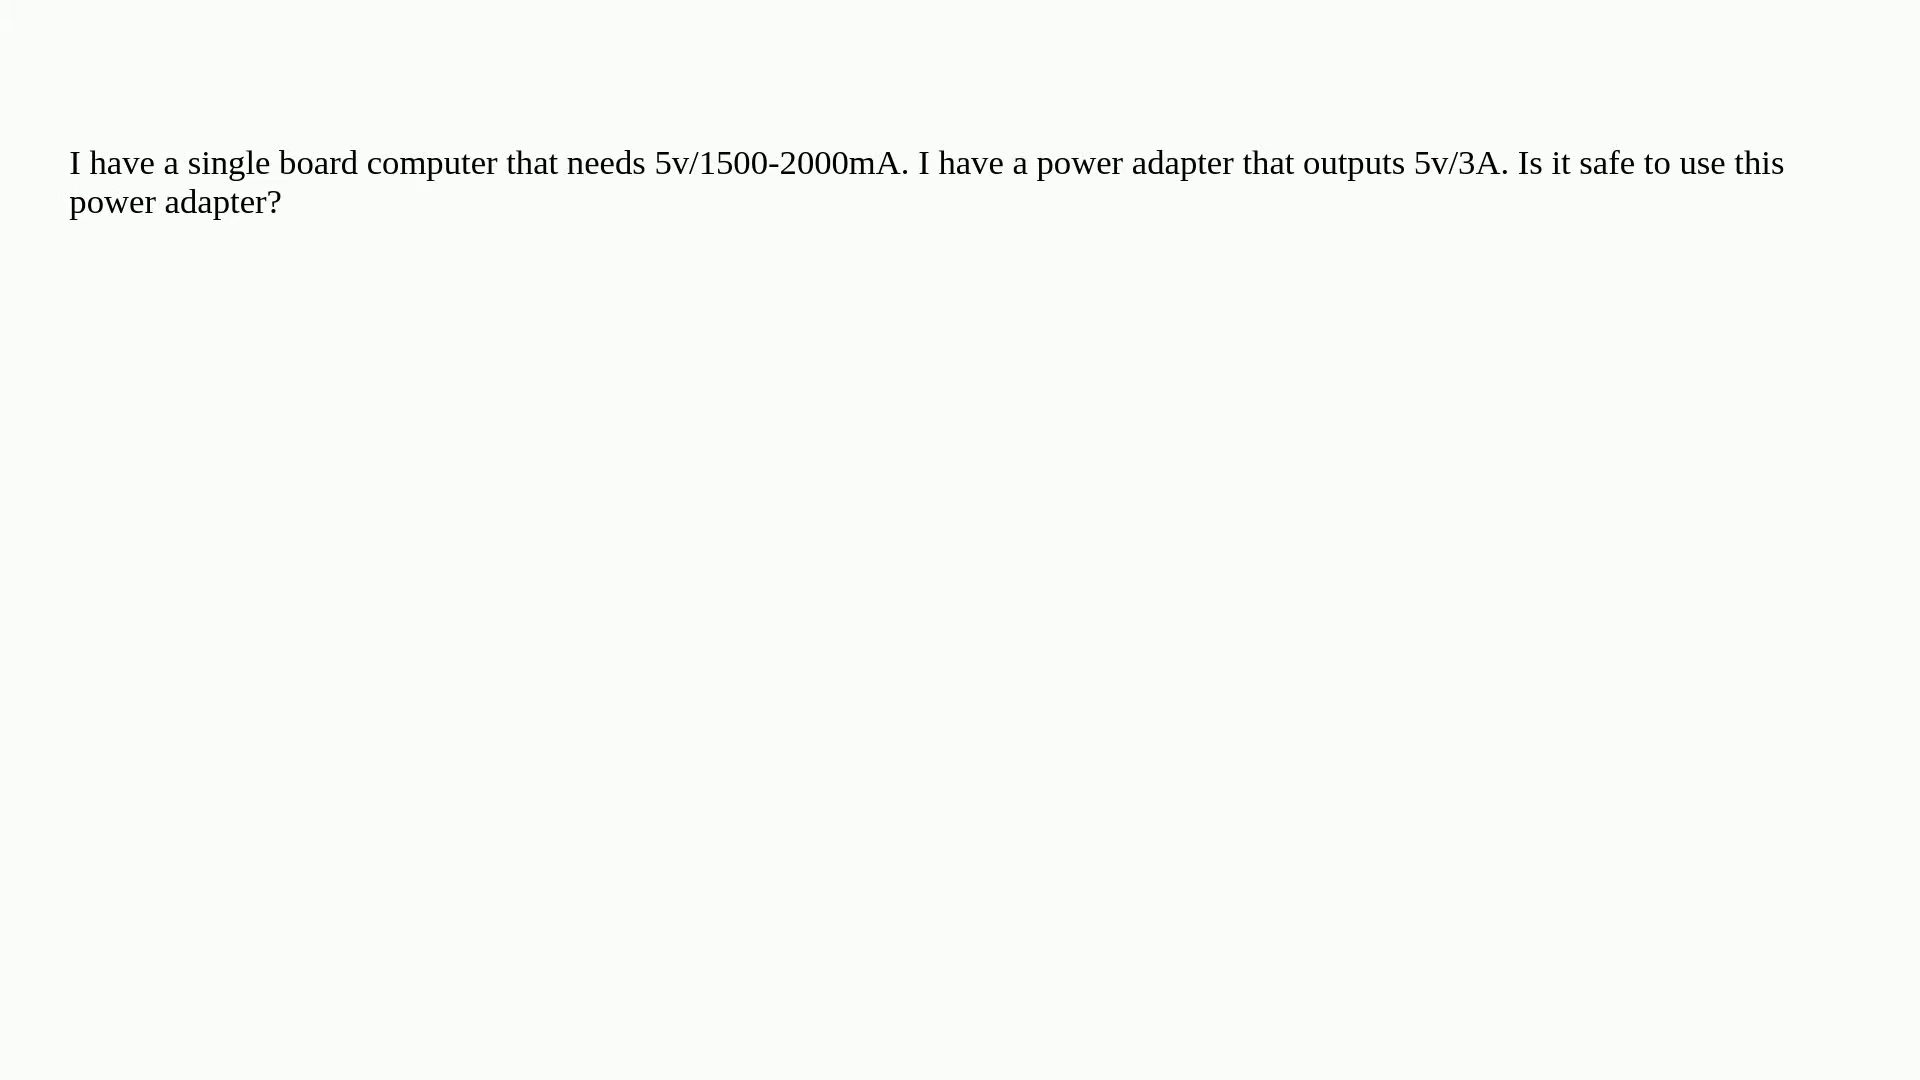 I have a single board computer that needs 5v/1500-2000mA. I have a power adapter that outputs 5v/3A. Is it safe to use this
power adapter?